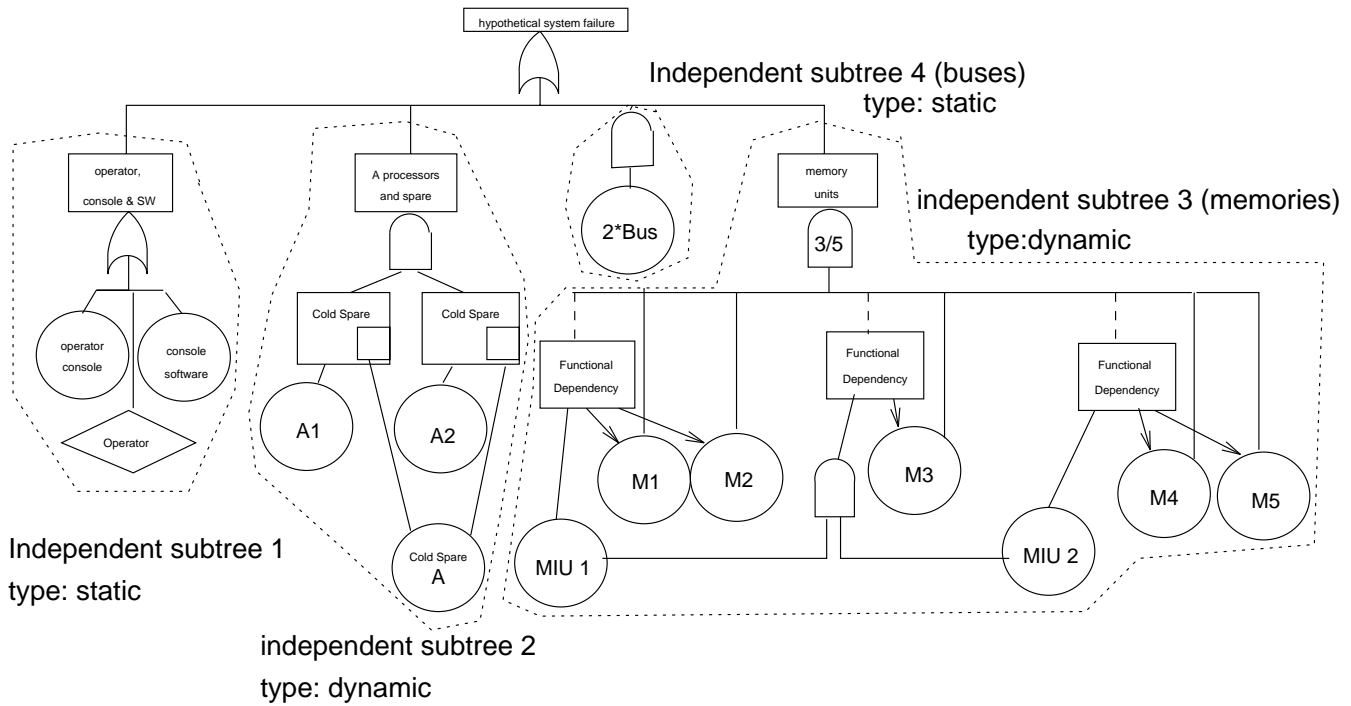 hypothetical system failure
Independent subtree 4 (buses)
type: static
operator,
console & SW
A processors
and spare
2*Bus
memory
units
independent subtree 3 (memories)
type:dynamic
3/5
Cold Spare
Cold Spare
operator
console
console
software
Operator
A1
A2
Functional
Dependency
Functional
Dependency
Functional
Dependency
M1
M2
M3
M4
M5
Cold Spare
A
MIU 1
MIU 2
Independent subtree 1
type: static
independent subtree 2
type: dynamic